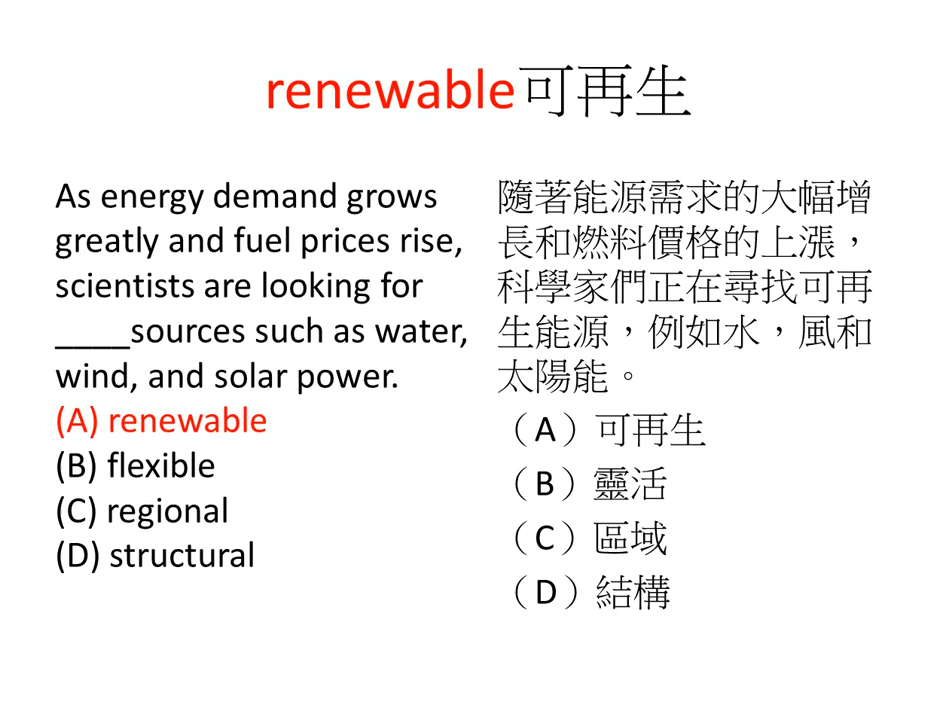 renewable可再生
As energy demand grows
greatly and fuel prices rise,
scientists are looking for
____sources such as water,
wind, and solar power.
(A) renewable
(B) flexible
(C) regional
(D) structural
隨著能源需求的大幅增
長和燃料價格的上漲，
科學家們正在尋找可再
生能源，例如水，風和
太陽能。
（A）可再生
（B）靈活
（C）區域
（D）結構